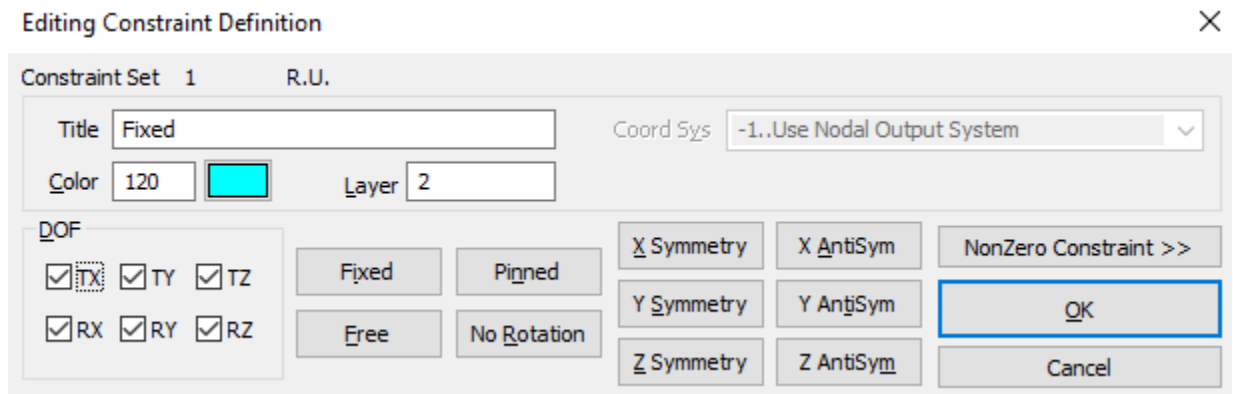 Editing Constraint Definition
Constraint Set 1 R.U.
Title Fixed Coord Sys -1..Use Nodal Output System
Color 120 Layer 2
DOF
TX TY TZ
RX RY RZ
Fixed Pinned
Free No Rotation
X Symmetry X AntiSym
Y Symmetry Y AntiSym
Z Symmetry Z AntiSym
NonZero Constraint >>
OK
Cancel